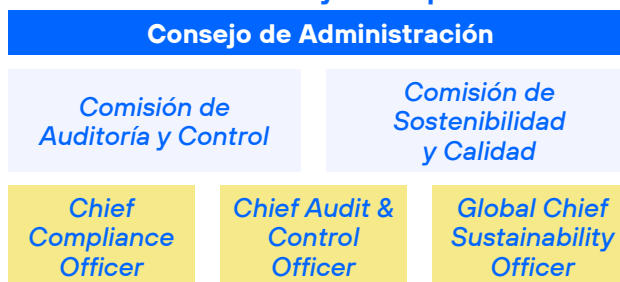 Consejo de Administración
Comisión de
Auditoría y Control
Comisión de
Sostenibilidad
y Calidad
Chief
Compliance
Officer
Chief Audit &
Control
Officer
Global Chief
Sustainability
Officer